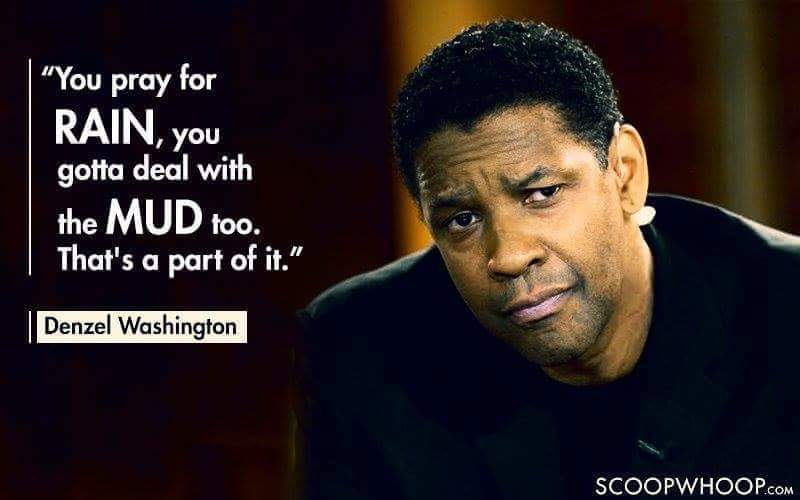 “You pray for
RAIN, you
gotta deal with
the MUD too.
That's a part of it.”
Denzel Washington
SCOOPWHOOP.COM